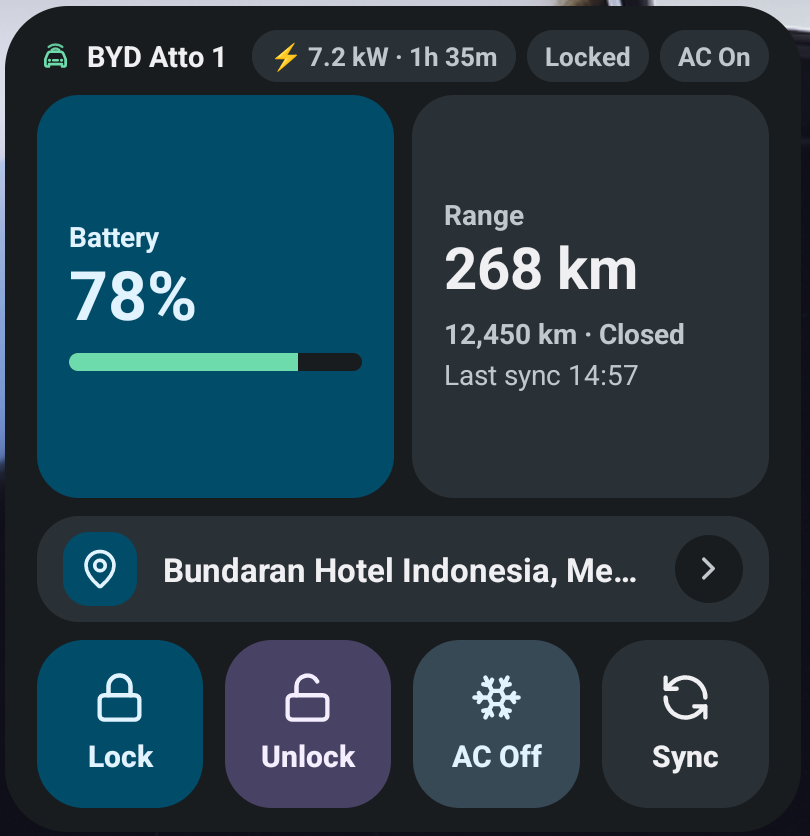 BYD Atto 1
⚡ 7.2 kW · 1h 35m
Locked
AC On
Battery
78%
Range
268 km
12,450 km · Closed
Last sync 14:57
Bundaran Hotel Indonesia, Me...
Lock
Unlock
AC Off
Sync